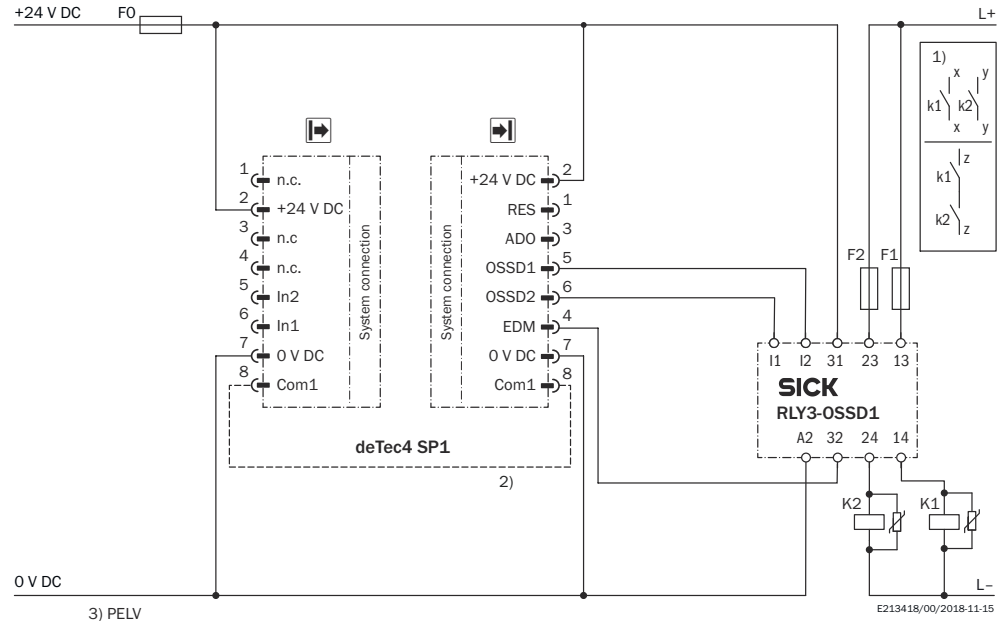 +24 V DC
F0
L+
1)
x
y
k1
k2
x
y
z
k1
k2
z
1
n.c.
2
+24 V DC
3
n.c
4
n.c.
5
In2
6
In1
7
0 V DC
8
Com1
System connection
System connection
+24 V DC
2
RES
1
ADO
3
OSSD1
5
OSSD2
6
EDM
4
0 V DC
7
Com1
8
deTec4 SP1
2)
F2
F1
I1
I2
31
23
13
SICK
RLY3-OSSD1
A2
32
24
14
K2
K1
0 V DC
L–
3) PELV
E213418/00/2018-11-15